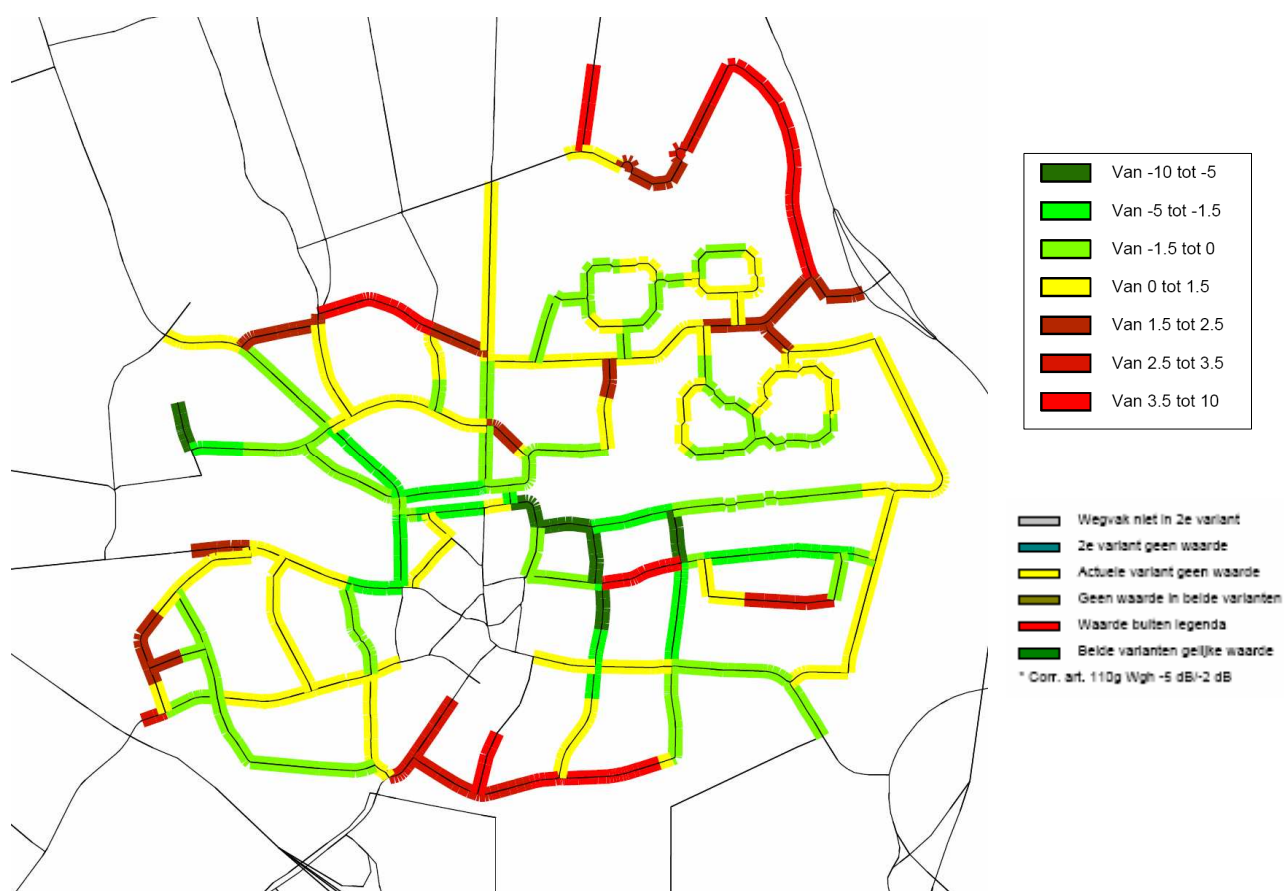 Van -10 tot -5
Van -5 tot -1.5
Van -1.5 tot 0
Van 0 tot 1.5
Van 1.5 tot 2.5
Van 2.5 tot 3.5
Van 3.5 tot 10
Wegvak niet in 2e variant
2e variant geen waarde
Actuele variant geen waarde
Geen waarde in beide varianten
Waarde buiten legenda
Beide varianten gelijke waarde
* Corr. art. 110g Wgh -5 dB/-2 dB